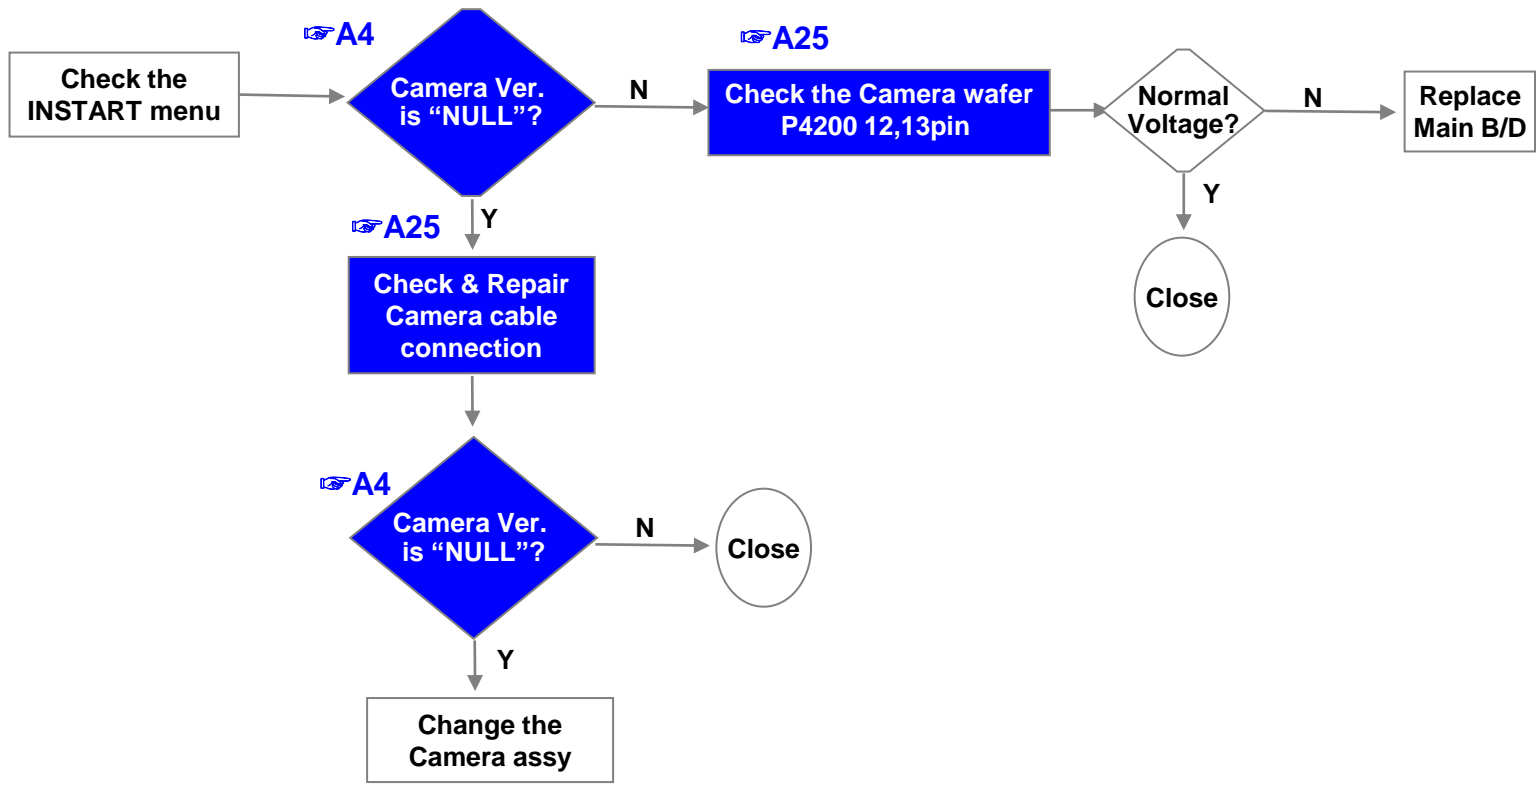 ☞A4
☞A25
Check the
INSTART menu
Camera Ver.
is “NULL”?
N
Check the Camera wafer
P4200 12,13pin
Normal
Voltage?
N
Replace
Main B/D
Y
Y
☞A25
Close
Check & Repair
Camera cable
connection
☞A4
Camera Ver.
is “NULL”?
N
Close
Y
Change the
Camera assy